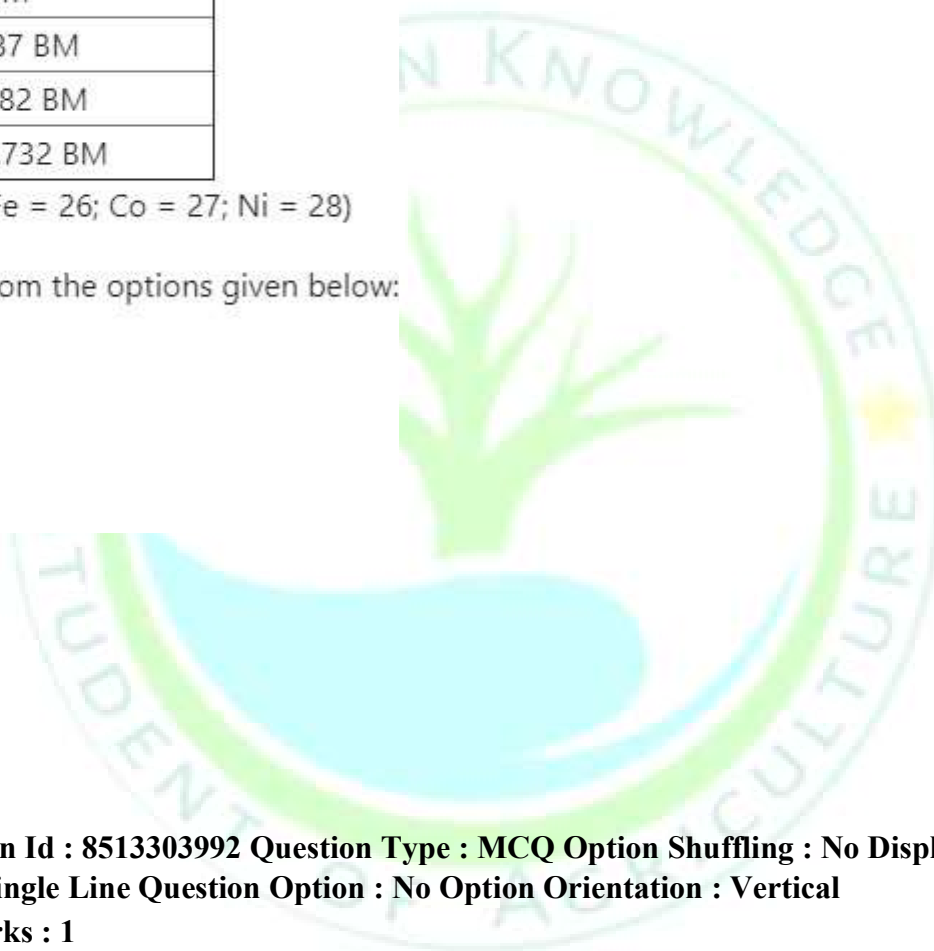 37 BM
82 BM
732 BM
Fe = 26; Co = 27; Ni = 28)
om the options given below:
N KNOWLEDGE
TUDENT OF AGRICULTURE
n Id : 8513303992 Question Type : MCQ Option Shuffling : No Displ
ingle Line Question Option : No Option Orientation : Vertical
rks : 1